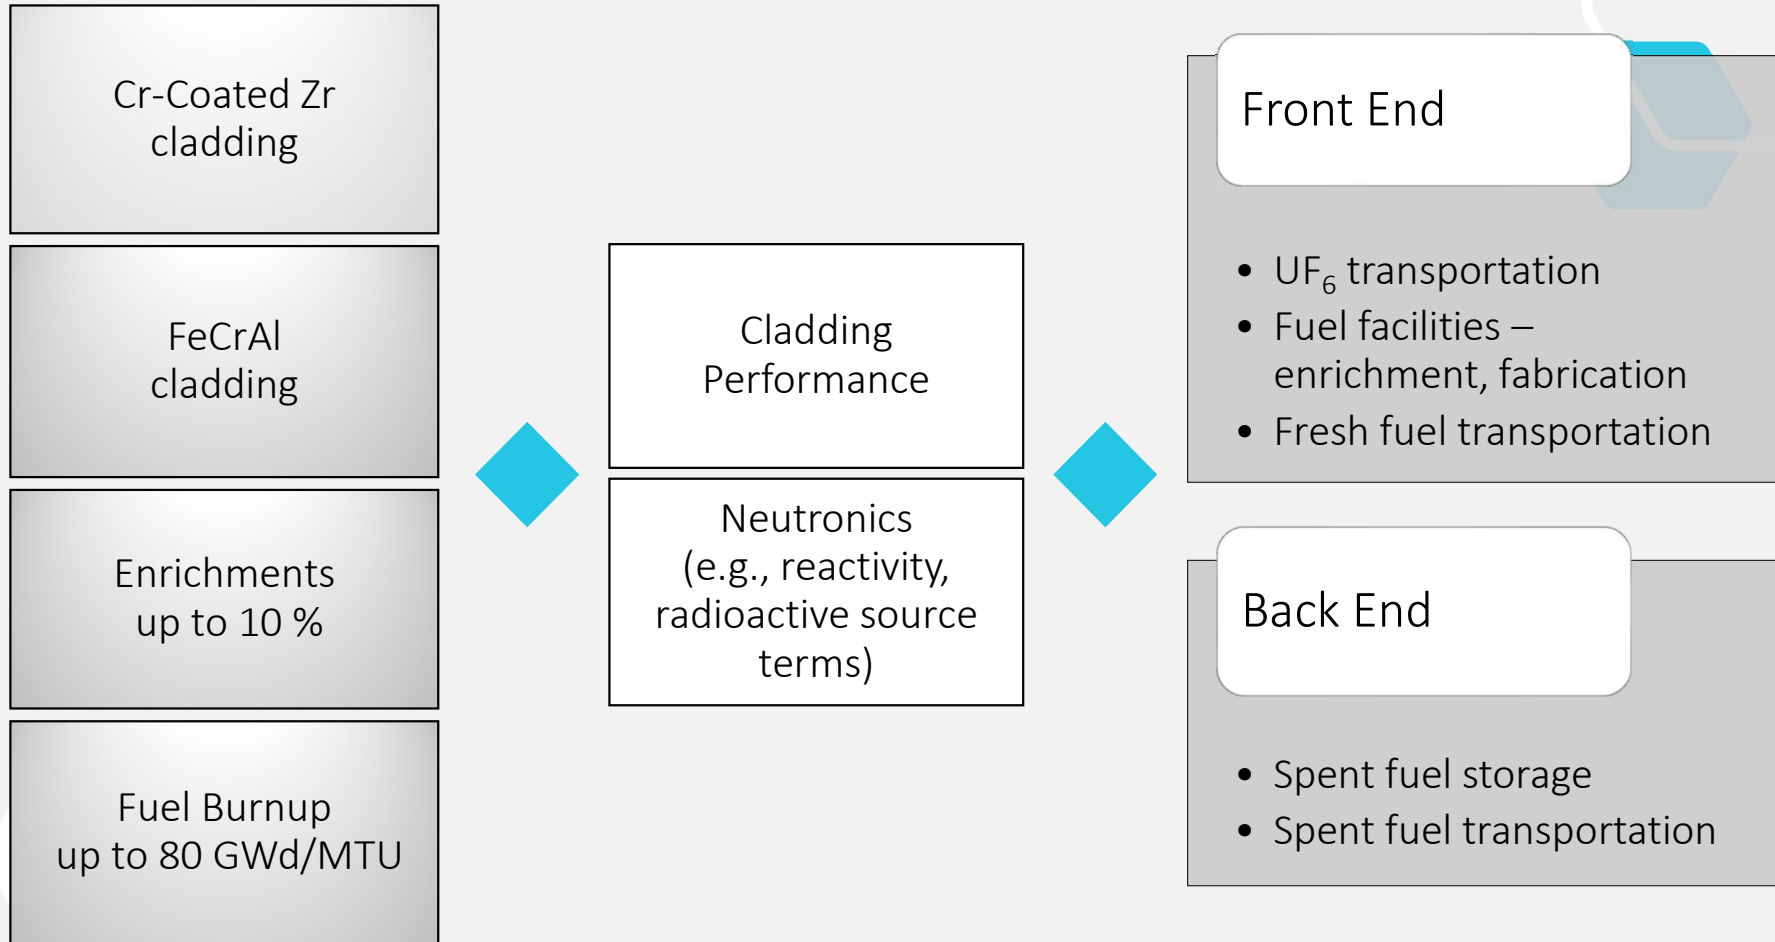 Cr-Coated Zr
cladding
FeCrAl
cladding
Enrichments
up to 10 %
Fuel Burnup
up to 80 GWd/MTU
Cladding
Performance
Neutronics
(e.g., reactivity,
radioactive source
terms)
Front End
• UF₆ transportation
• Fuel facilities –
enrichment, fabrication
• Fresh fuel transportation
Back End
• Spent fuel storage
• Spent fuel transportation